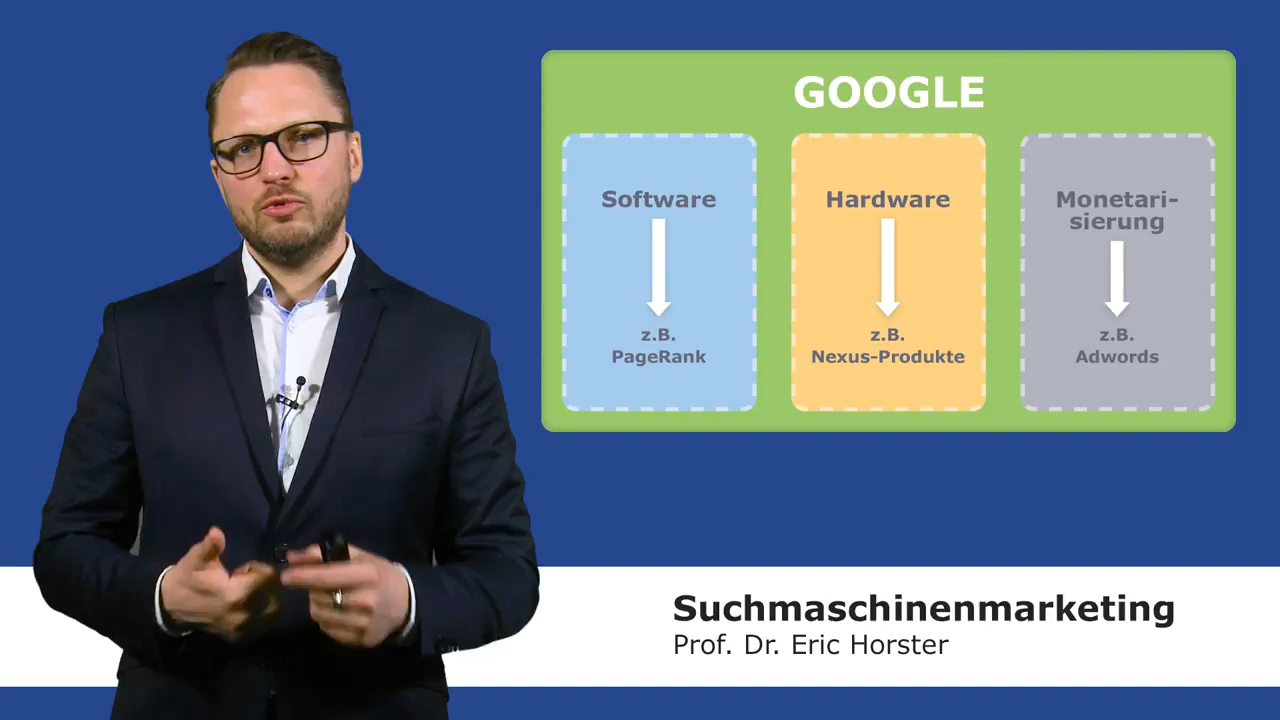 GOOGLE
Software
z.B.
PageRank
Hardware
z.B.
Nexus-Produkte
Monetari-
sierung
z.B.
Adwords
Suchmaschinenmarketing
Prof. Dr. Eric Horster